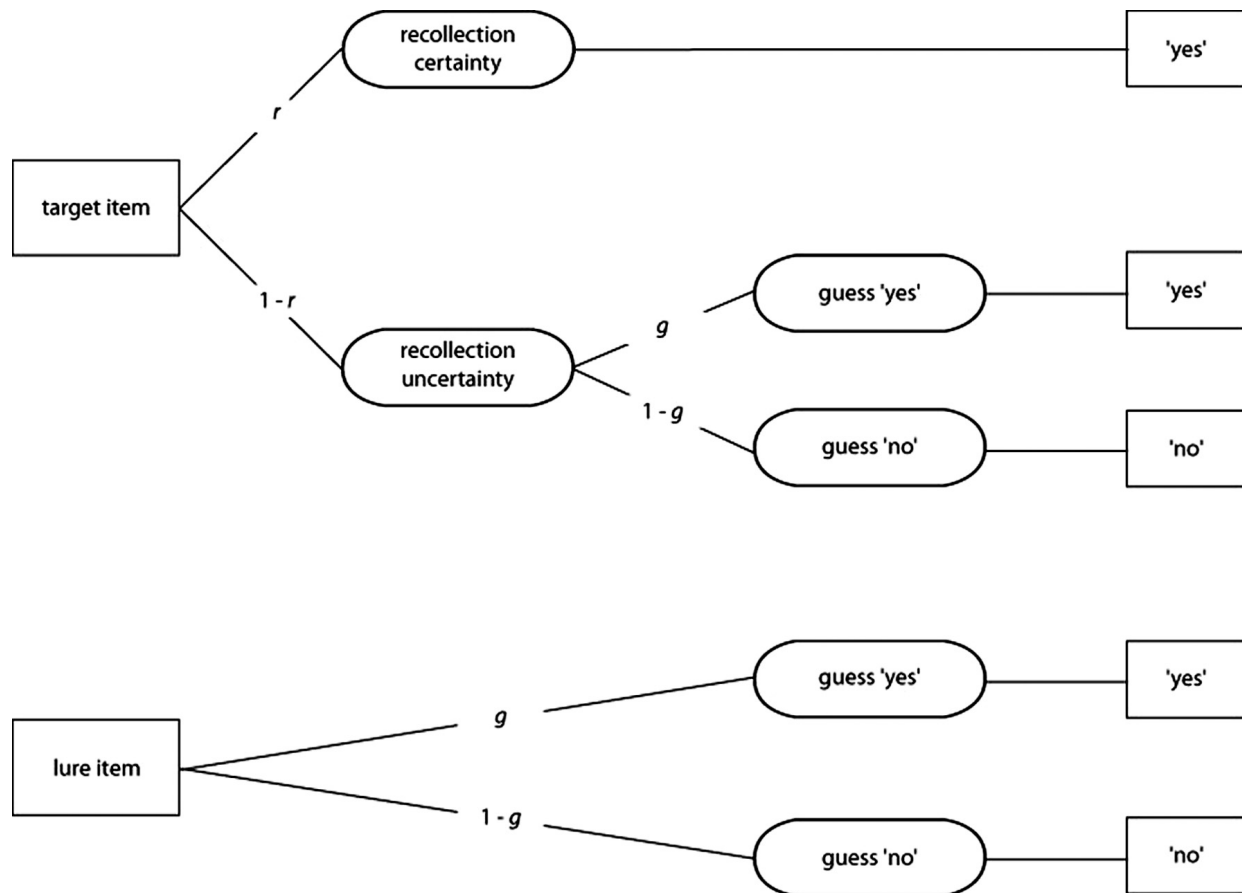 recollection
certainty
'yes'
r
target item
1 - r
guess 'yes'
'yes'
g
recollection
uncertainty
1 - g
guess 'no'
'no'
guess 'yes'
'yes'
g
lure item
1 - g
guess 'no'
'no'